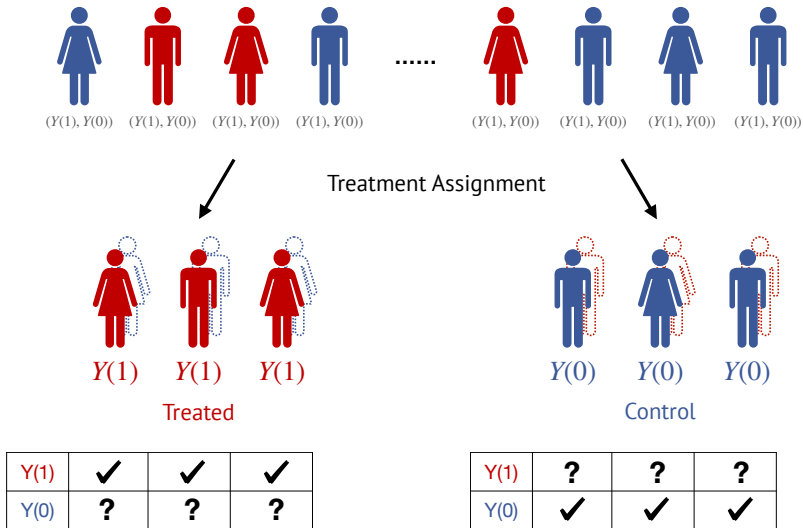 ......
(Y(1), Y(0)) (Y(1), Y(0)) (Y(1), Y(0)) (Y(1), Y(0)) (Y(1), Y(0)) (Y(1), Y(0)) (Y(1), Y(0)) (Y(1), Y(0))
Treatment Assignment
Y(1) Y(1) Y(1) Y(0) Y(0) Y(0)
Treated Control
Y(1) ✓ ✓ ✓ Y(1) ? ? ?
Y(0) ? ? ? Y(0) ✓ ✓ ✓